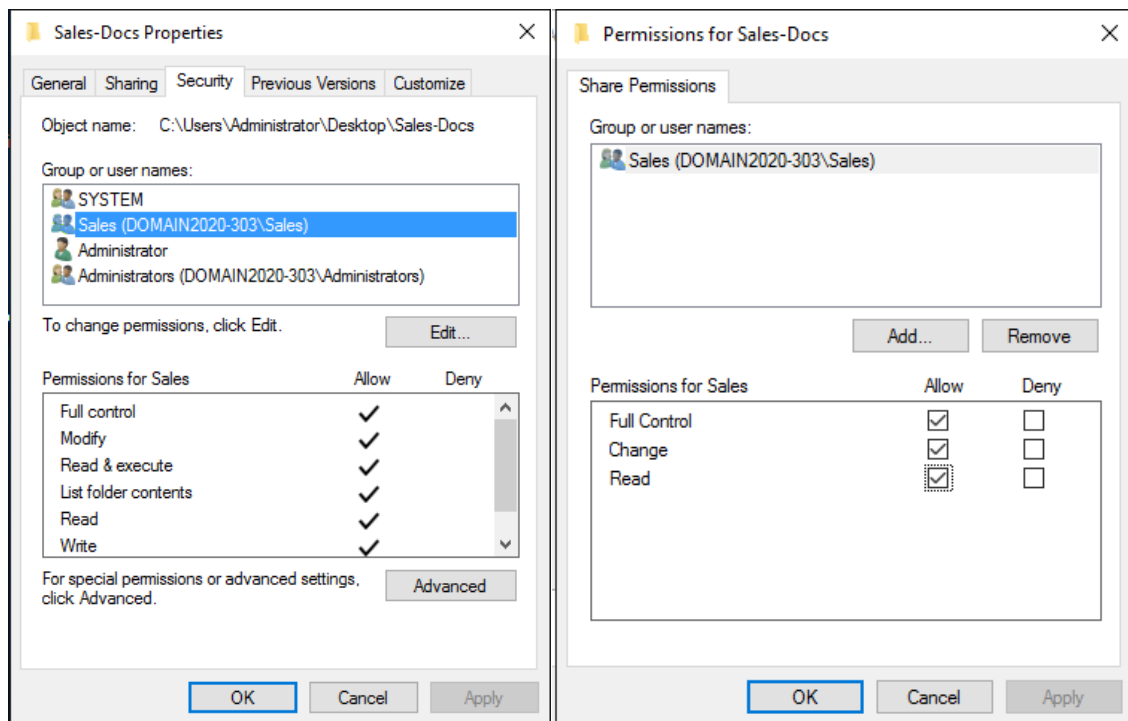 Sales-Docs Properties
General Sharing Security Previous Versions Customize
Object name: C:\Users\Administrator\Desktop\Sales-Docs
Group or user names:
SYSTEM
Sales (DOMAIN2020-303\Sales)
Administrator
Administrators (DOMAIN2020-303\Administrators)
To change permissions, click Edit.
Edit...
Permissions for Sales Allow Deny
Full control
Modify
Read & execute
List folder contents
Read
Write
For special permissions or advanced settings,
click Advanced.
Advanced
OK Cancel Apply
Permissions for Sales-Docs
Share Permissions
Group or user names:
Sales (DOMAIN2020-303\Sales)
Add... Remove
Permissions for Sales Allow Deny
Full Control
Change
Read
OK Cancel Apply